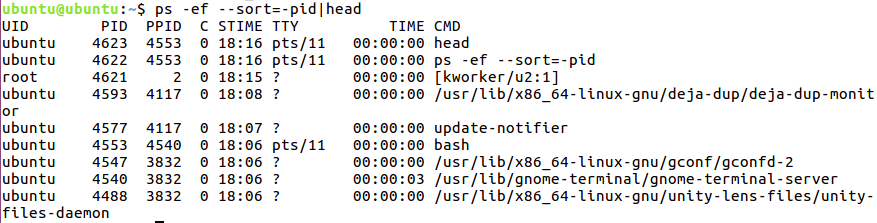 ubuntu@ubuntu:~$ ps -ef --sort=-pid|head
UID        PID  PPID  C STIME TTY          TIME CMD
ubuntu    4623  4553  0 18:16 pts/11   00:00:00 head
ubuntu    4622  4553  0 18:16 pts/11   00:00:00 ps -ef --sort=-pid
root      4621     2  0 18:15 ?        00:00:00 [kworker/u2:1]
ubuntu    4593  4117  0 18:08 ?        00:00:00 /usr/lib/x86_64-linux-gnu/deja-dup/deja-dup-monit
or
ubuntu    4577  4117  0 18:07 ?        00:00:00 update-notifier
ubuntu    4553  4540  0 18:06 pts/11   00:00:00 bash
ubuntu    4547  3832  0 18:06 ?        00:00:00 /usr/lib/x86_64-linux-gnu/gconf/gconfd-2
ubuntu    4540  3832  0 18:06 ?        00:00:03 /usr/lib/gnome-terminal/gnome-terminal-server
ubuntu    4488  3832  0 18:06 ?        00:00:00 /usr/lib/x86_64-linux-gnu/unity-lens-files/unity-
files-daemon